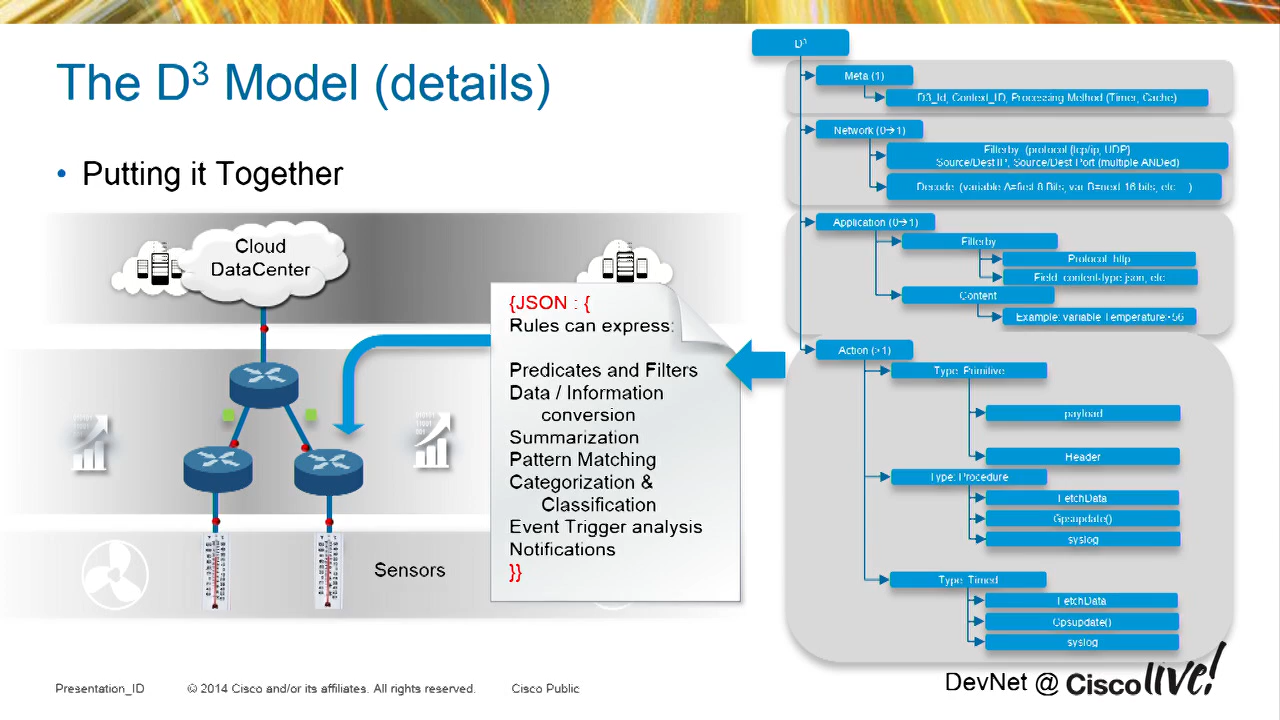 The D³ Model (details)
• Putting it Together
Cloud
DataCenter
Sensors
{JSON : {
Rules can express:
Predicates and Filters
Data / Information
conversion
Summarization
Pattern Matching
Categorization &
Classification
Event Trigger analysis
Notifications
}}
D³
Meta (1)
D3_Id, Context_ID, Processing Method (Timer, Cache)
Network (0→1)
Filterby (protocol {tcp/ip, UDP}
Source/Dest IP, Source/Dest Port (multiple ANDed)
Decode (variable A=first 8 Bits, var B=next 16 bits, etc )
Application (0→1)
Filterby
Protocol http
Field content-type json, etc
Content
Example: variable Temperature:
Action (>1)
Type Primitive
payload
Header
Type: Procedure
FetchData
Gpsupdate()
syslog
Type Timed
FetchData
Gpsupdate()
syslog
Presentation_ID
© 2014 Cisco and/or its affiliates. All rights reserved.
Cisco Public
DevNet @ Cisco live!